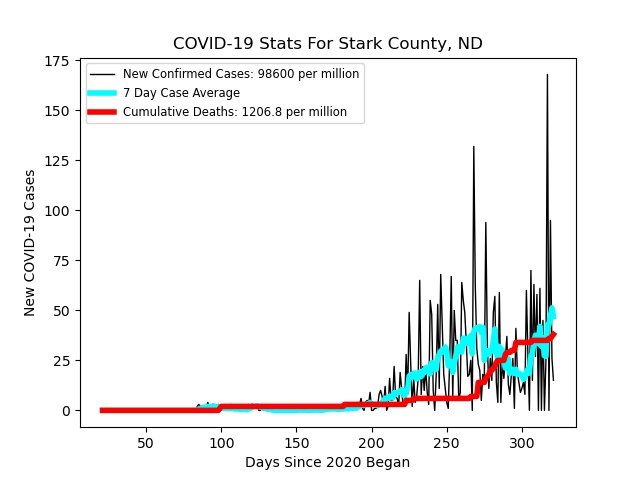 COVID-19 Stats For Stark County, ND
New Confirmed Cases: 98600 per million
7 Day Case Average
Cumulative Deaths: 1206.8 per million
New COVID-19 Cases
175
150
125
100
75
50
25
0
50 100 150 200 250 300
Days Since 2020 Began